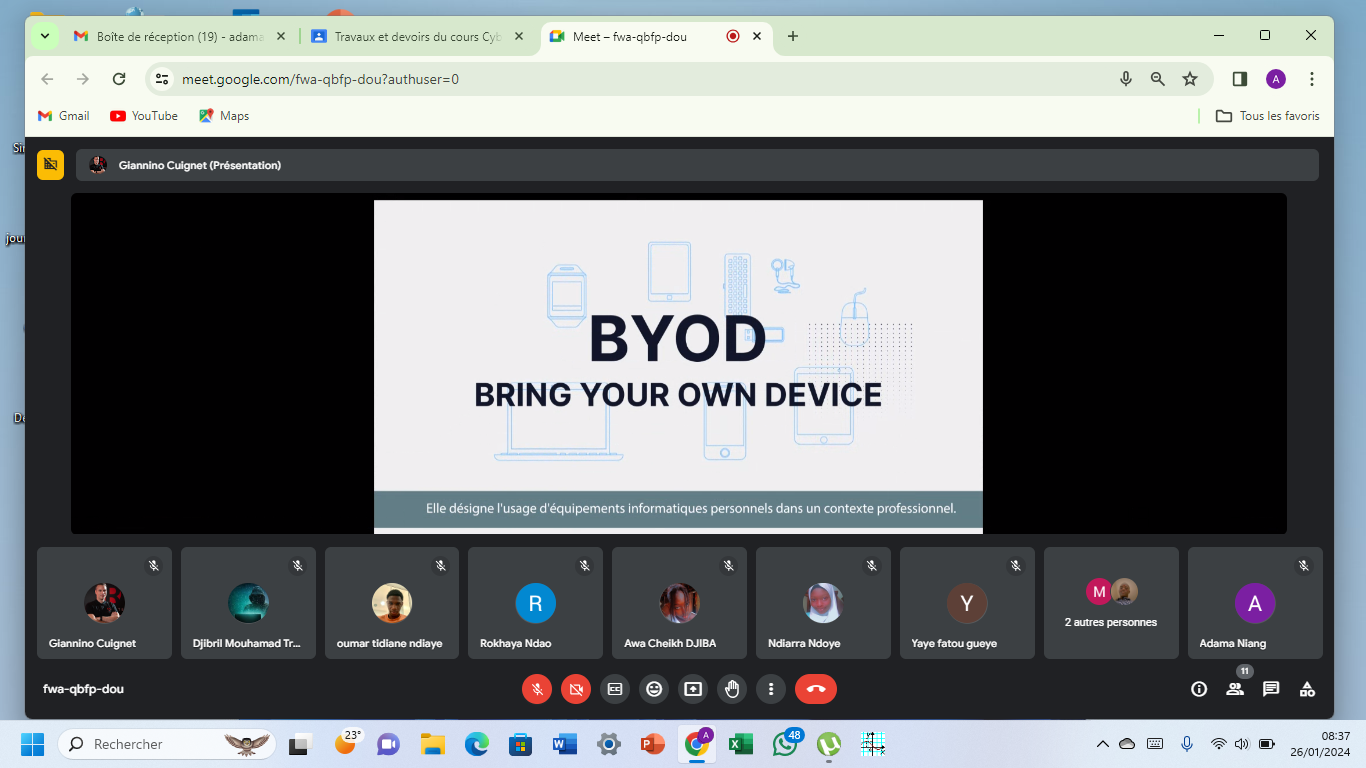 Boîte de réception (19) - adama
Travaux et devoirs du cours Cyb
Meet – fwa-qbfp-dou
meet.google.com/fwa-qbfp-dou?authuser=0
A
Gmail
YouTube
Maps
Tous les favoris
Giannino Cuignet (Présentation)
BYOD
BRING YOUR OWN DEVICE
Elle désigne l'usage d'équipements informatiques personnels dans un contexte professionnel.
Giannino Cuignet
Djibril Mouhamad Tr...
oumar tidiane ndiaye
R
Rokhaya Ndao
Awa Cheikh DJIBA
Ndiarra Ndoye
Y
Yaye fatou gueye
M
2 autres personnes
A
Adama Niang
fwa-qbfp-dou
11
Rechercher
23°
A
48
08:37
26/01/2024